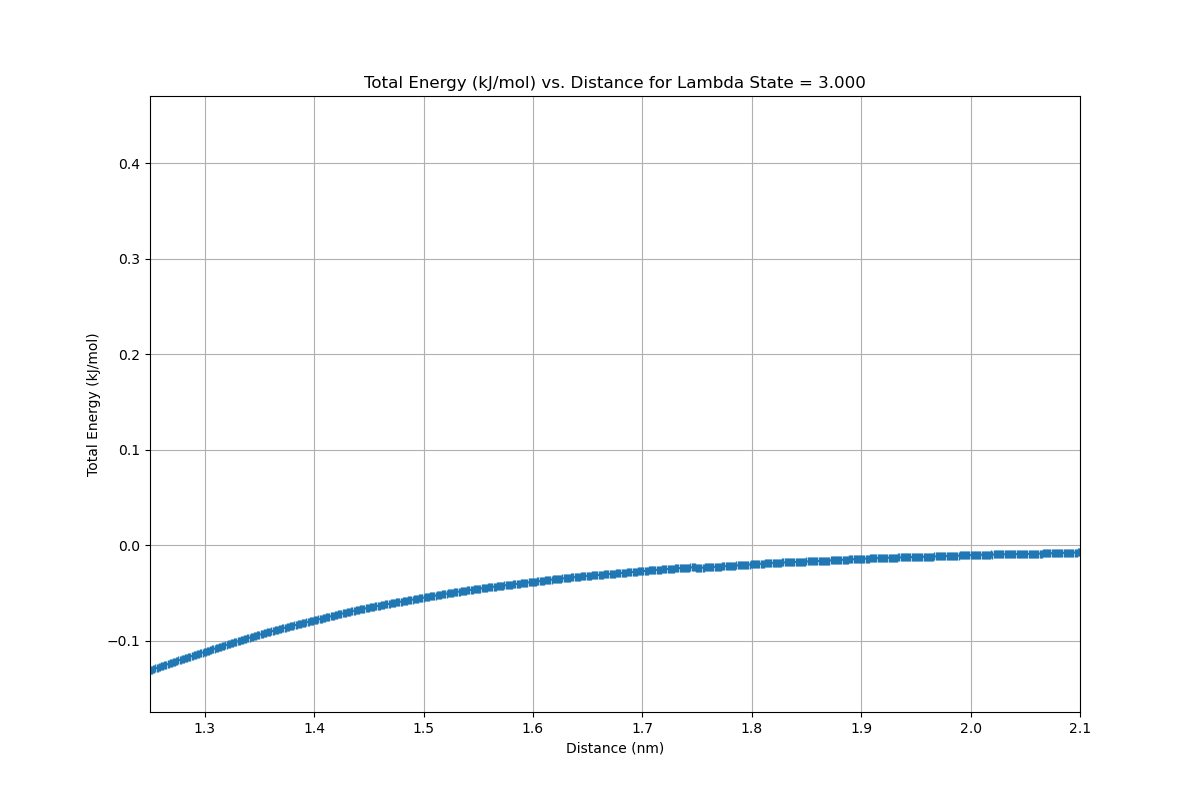 Total Energy (kJ/mol) vs. Distance for Lambda State = 3.000
Total Energy (kJ/mol)
0.4
0.3
0.2
0.1
0.0
−0.1
1.3 1.4 1.5 1.6 1.7 1.8 1.9 2.0 2.1
Distance (nm)